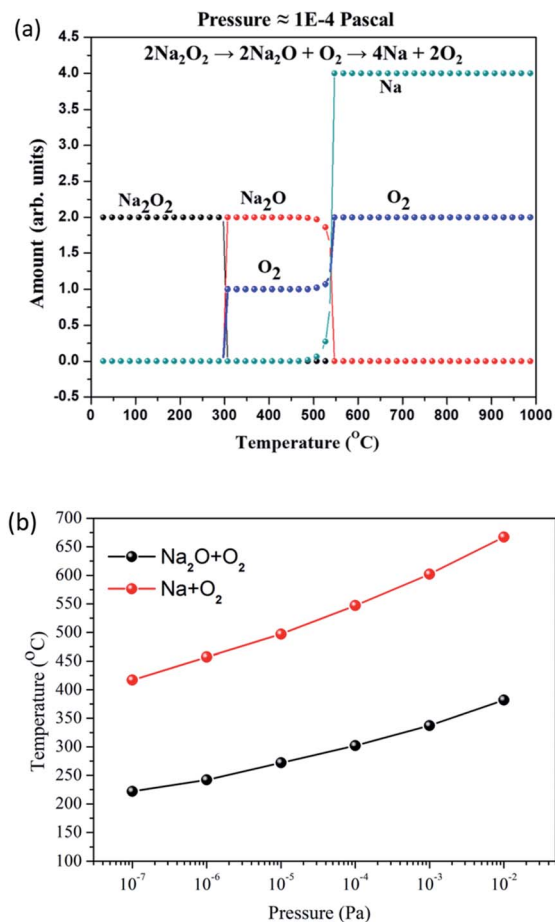 (a)
Pressure ≈ 1E-4 Pascal
2Na₂O₂ → 2Na₂O + O₂ → 4Na + 2O₂
4.5
4.0
3.5
3.0
2.5
2.0
1.5
1.0
0.5
0.0
-0.5
Amount (arb. units)
Na₂O₂
Na₂O
O₂
Na
O₂
0 100 200 300 400 500 600 700 800 900 1000
Temperature (°C)
(b)
700
650
600
550
500
450
400
350
300
250
200
150
100
Temperature (°C)
Na₂O+O₂
Na+O₂
10⁻⁷ 10⁻⁶ 10⁻⁵ 10⁻⁴ 10⁻³ 10⁻²
Pressure (Pa)